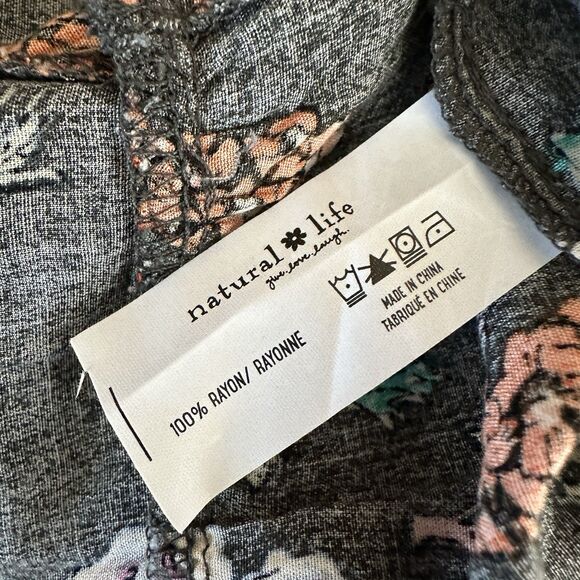 natural life
give.love.laugh.
MADE IN CHINA
FABRIQUÉ EN CHINE
100% RAYON/ RAYONNE